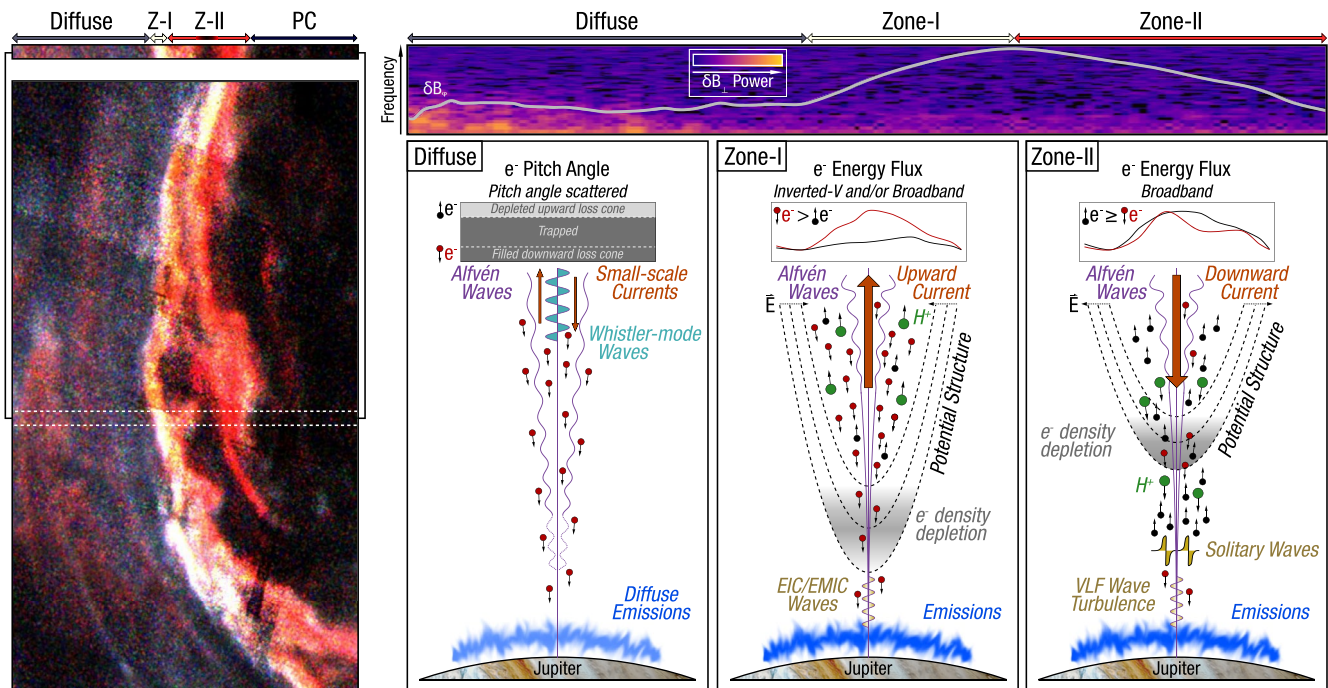 Diffuse
Z-I
Z-II
PC
Diffuse
Zone-I
Zone-II
Frequency
δBφ
δB⊥ Power
Diffuse
e- Pitch Angle
Pitch angle scattered
e-
Depleted upward loss cone
Trapped
e-
Filled downward loss cone
Alfvén
Waves
Small-scale
Currents
Whistler-mode
Waves
Diffuse
Emissions
Jupiter
Zone-I
e- Energy Flux
Inverted-V and/or Broadband
e- > e-
Alfvén
Waves
Upward
Current
E
H+
Potential Structure
e- density
depletion
EIC/EMIC
Waves
Emissions
Jupiter
Zone-II
e- Energy Flux
Broadband
e- ≥ e-
Alfvén
Waves
Downward
Current
E
Potential Structure
e- density
depletion
H+
Solitary Waves
VLF Wave
Turbulence
Emissions
Jupiter